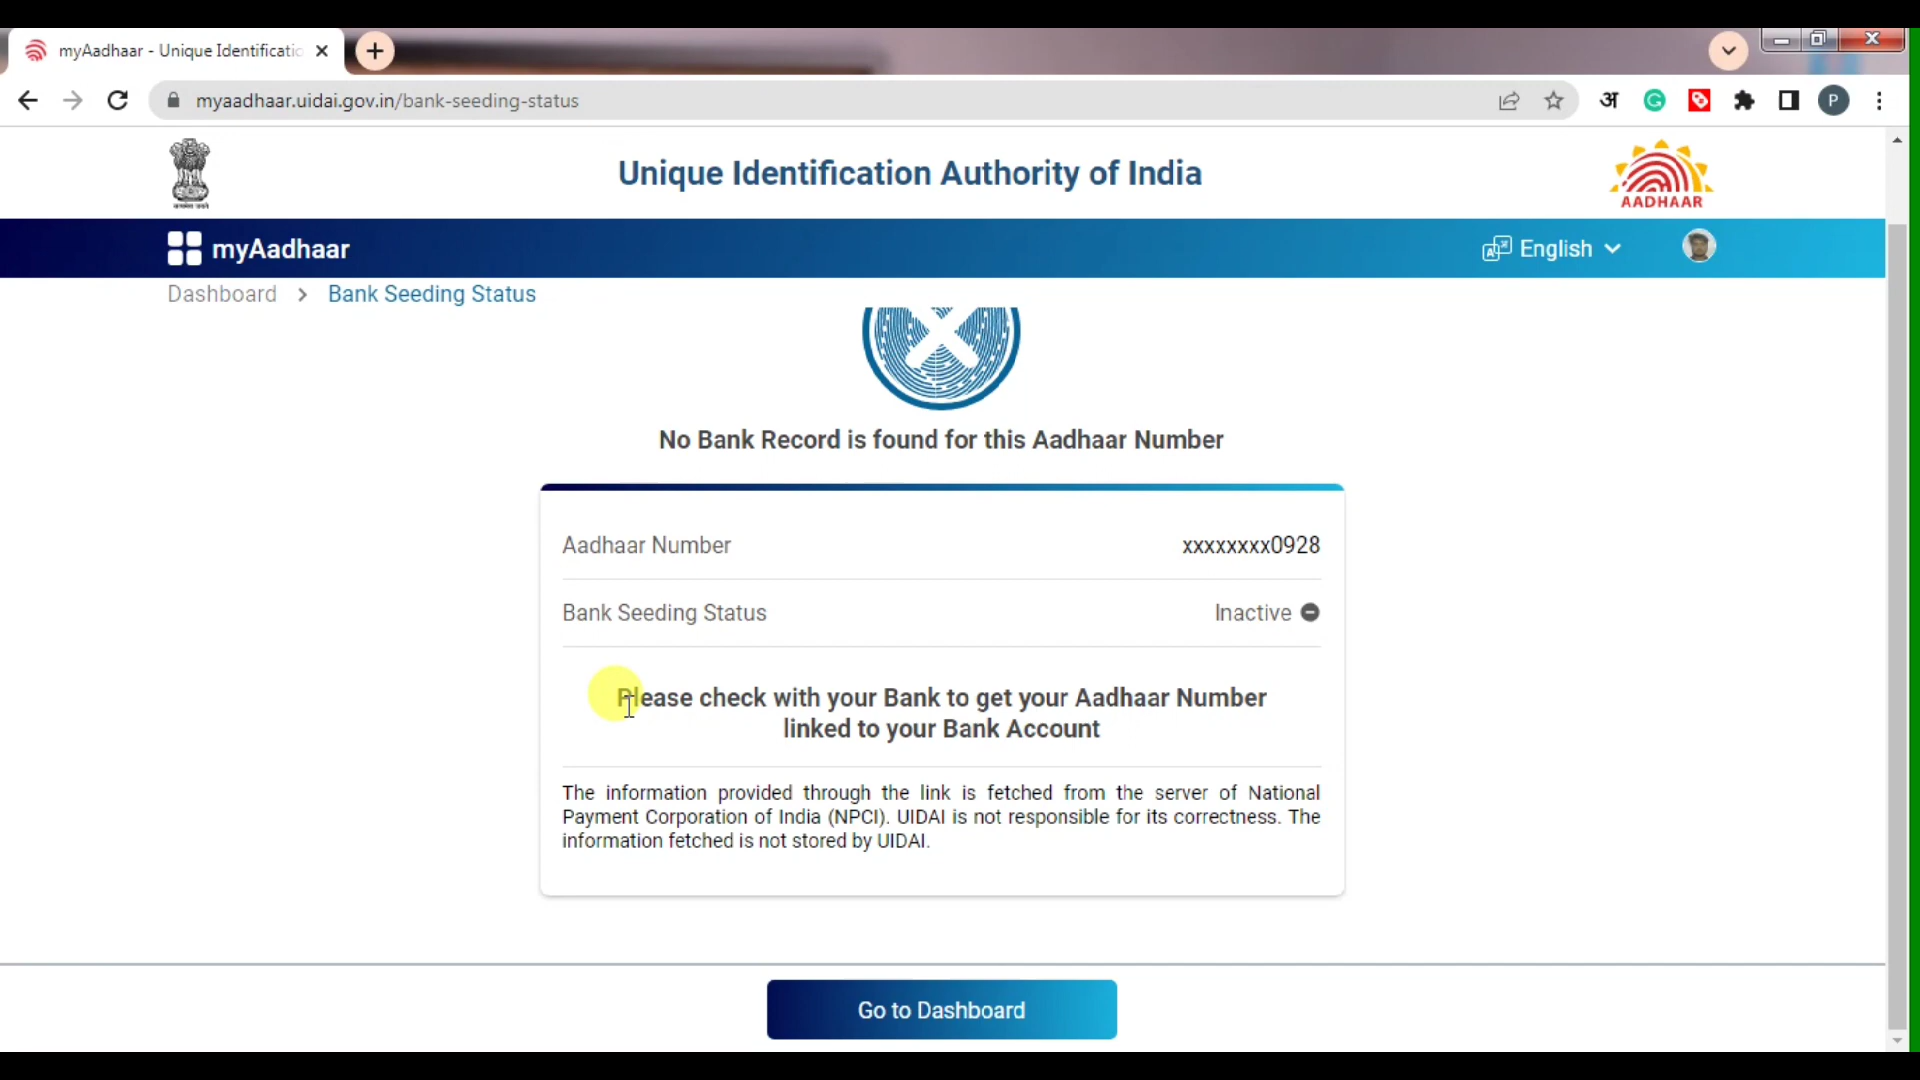 myAadhaar - Unique Identificatio
myaadhaar.uidai.gov.in/bank-seeding-status
अ
G
P
Unique Identification Authority of India
AADHAAR
myAadhaar
English
Dashboard > Bank Seeding Status
No Bank Record is found for this Aadhaar Number
Aadhaar Number xxxxxxxx0928
Bank Seeding Status Inactive
Please check with your Bank to get your Aadhaar Number
linked to your Bank Account
The information provided through the link is fetched from the server of National
Payment Corporation of India (NPCI). UIDAI is not responsible for its correctness. The
information fetched is not stored by UIDAI.
Go to Dashboard